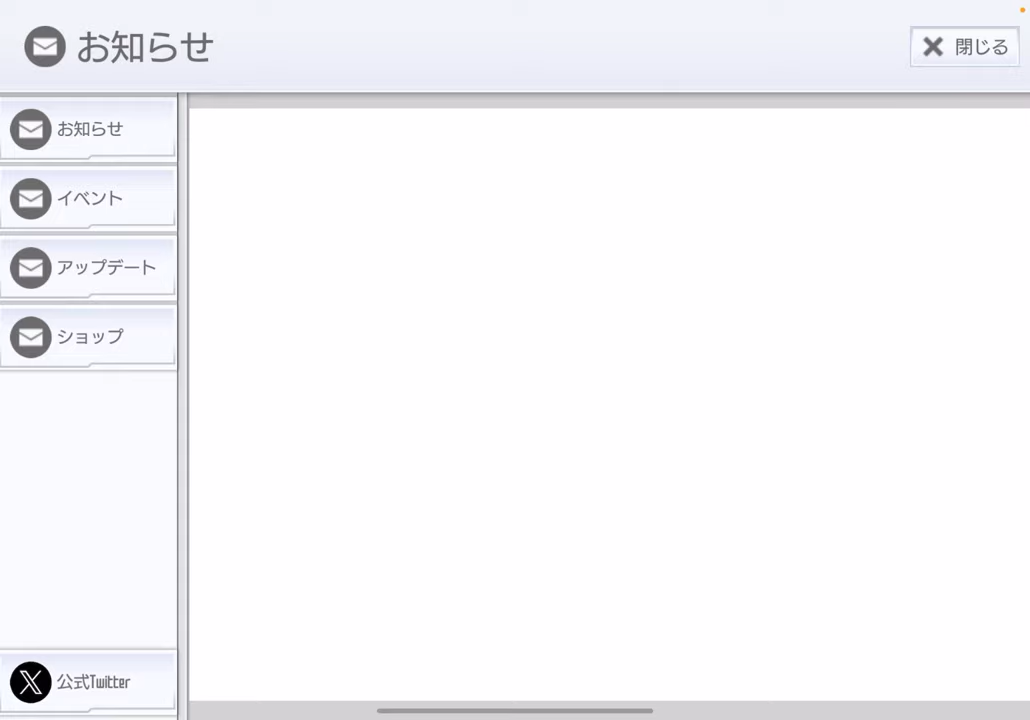 お知らせ
閉じる
お知らせ
イベント
アップデート
ショップ
公式Twitter